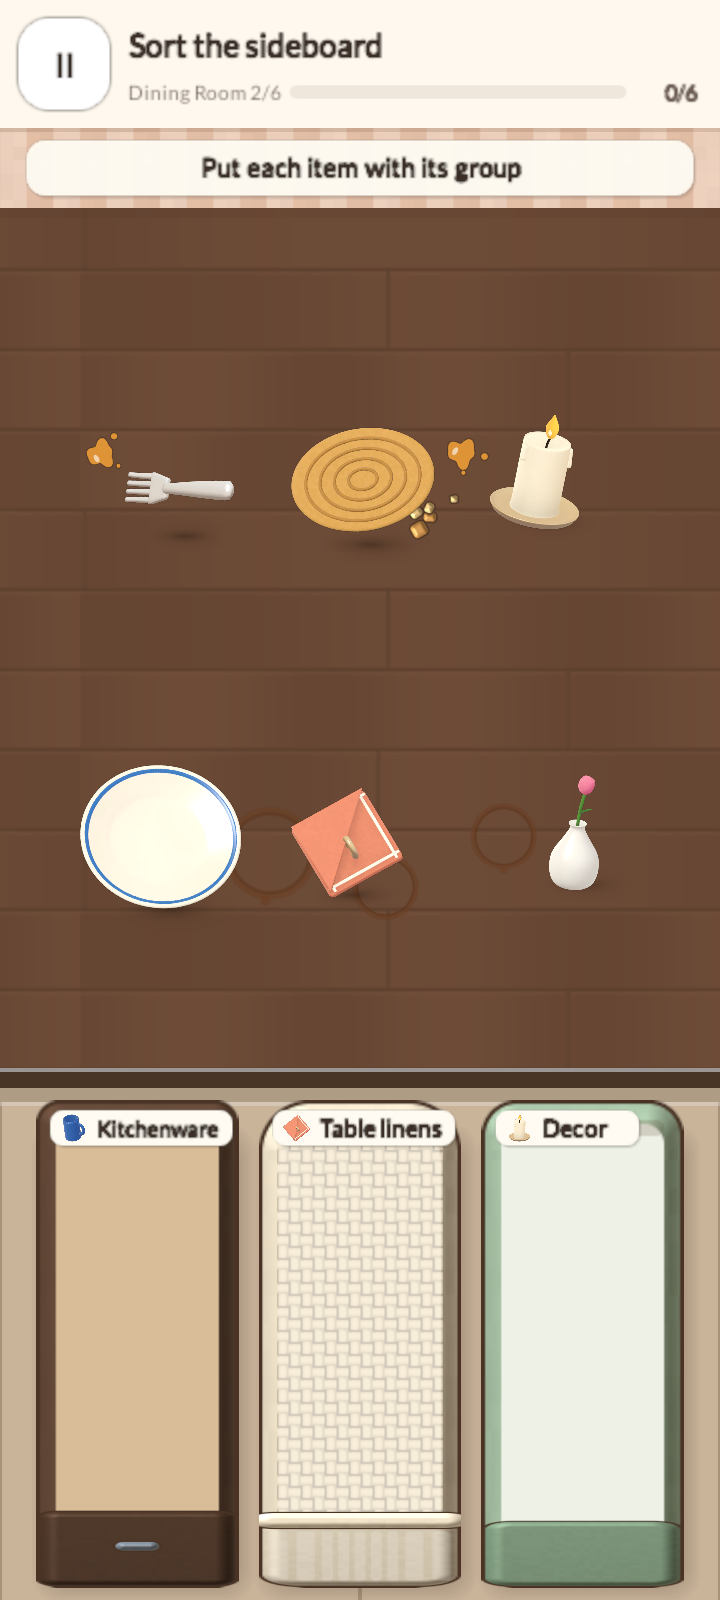 Sort the sideboard
Dining Room 2/6
0/6
Put each item with its group
Kitchenware
Table linens
Decor